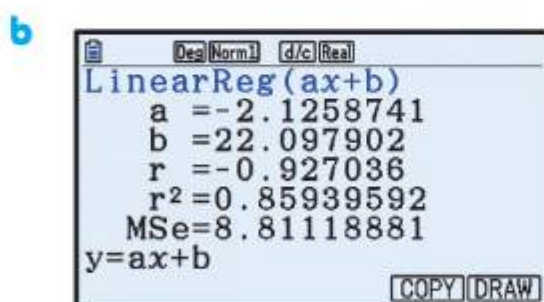 b
Deg Norm1 d/c Real
LinearReg(ax+b)
a =-2.1258741
b =22.097902
r =-0.927036
r²=0.85939592
MSe=8.81118881
y=ax+b
COPY DRAW